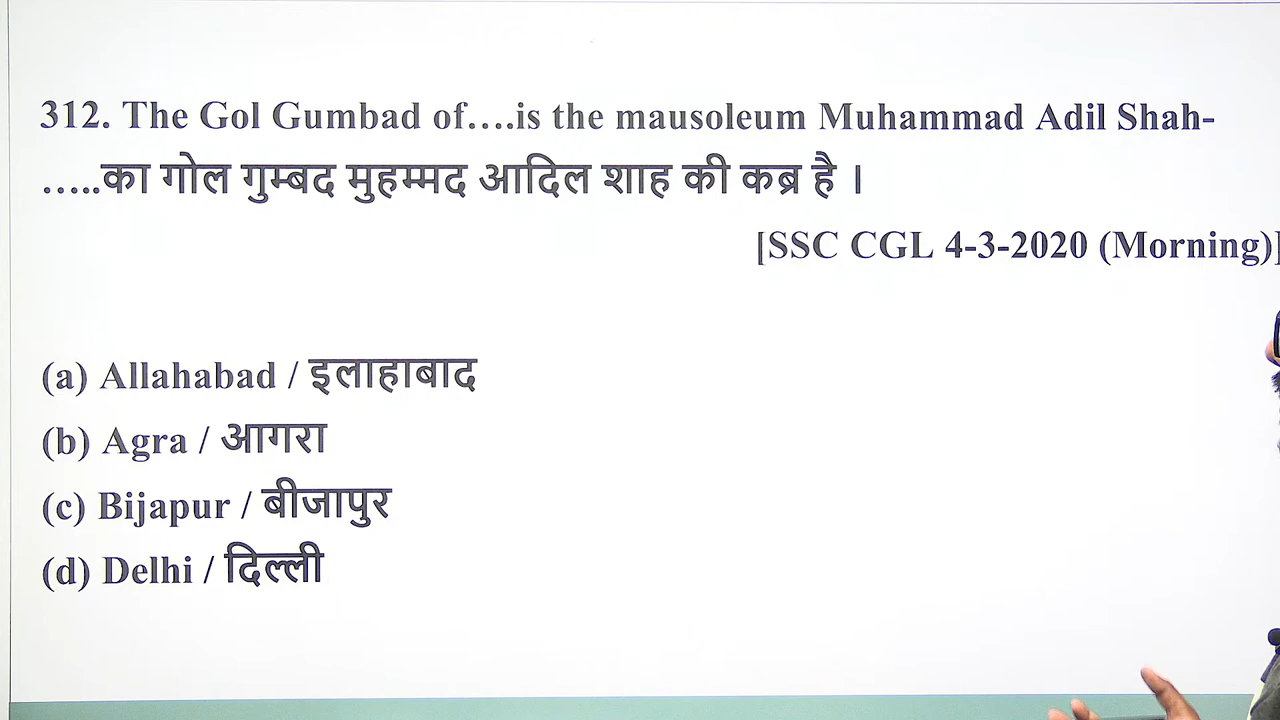 312. The Gol Gumbad of....is the mausoleum Muhammad Adil Shah-
.....का गोल गुम्बद मुहम्मद आदिल शाह की कब्र है ।
[SSC CGL 4-3-2020 (Morning)]
(a) Allahabad / इलाहाबाद
(b) Agra / आगरा
(c) Bijapur / बीजापुर
(d) Delhi / दिल्ली